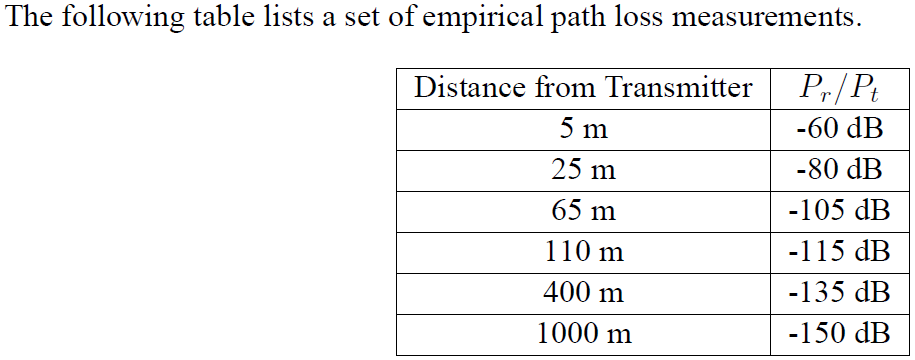 The following table lists a set of empirical path loss measurements.
Distance from Transmitter P_r/P_t
5 m -60 dB
25 m -80 dB
65 m -105 dB
110 m -115 dB
400 m -135 dB
1000 m -150 dB